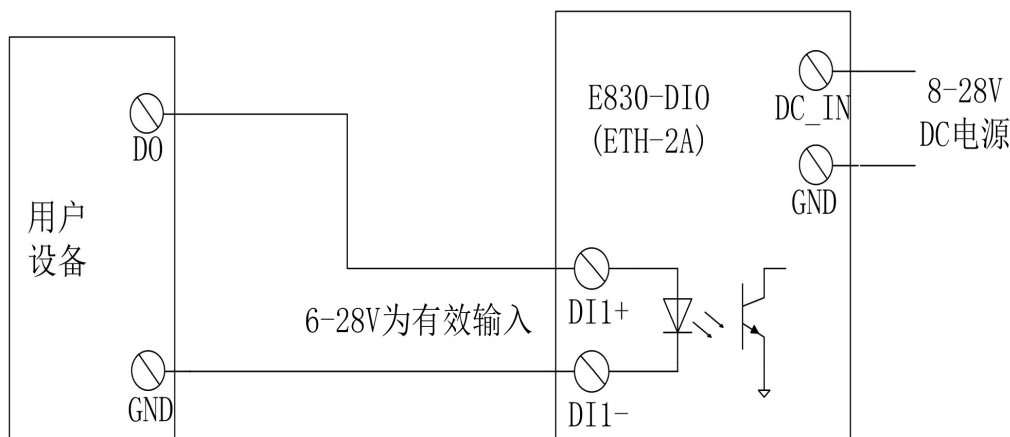 E830-DIO
(ETH-2A)
DC_IN
8-28V
DC电源
GND
DO
用户
设备
DI1+
6-28V为有效输入
DI1-
GND